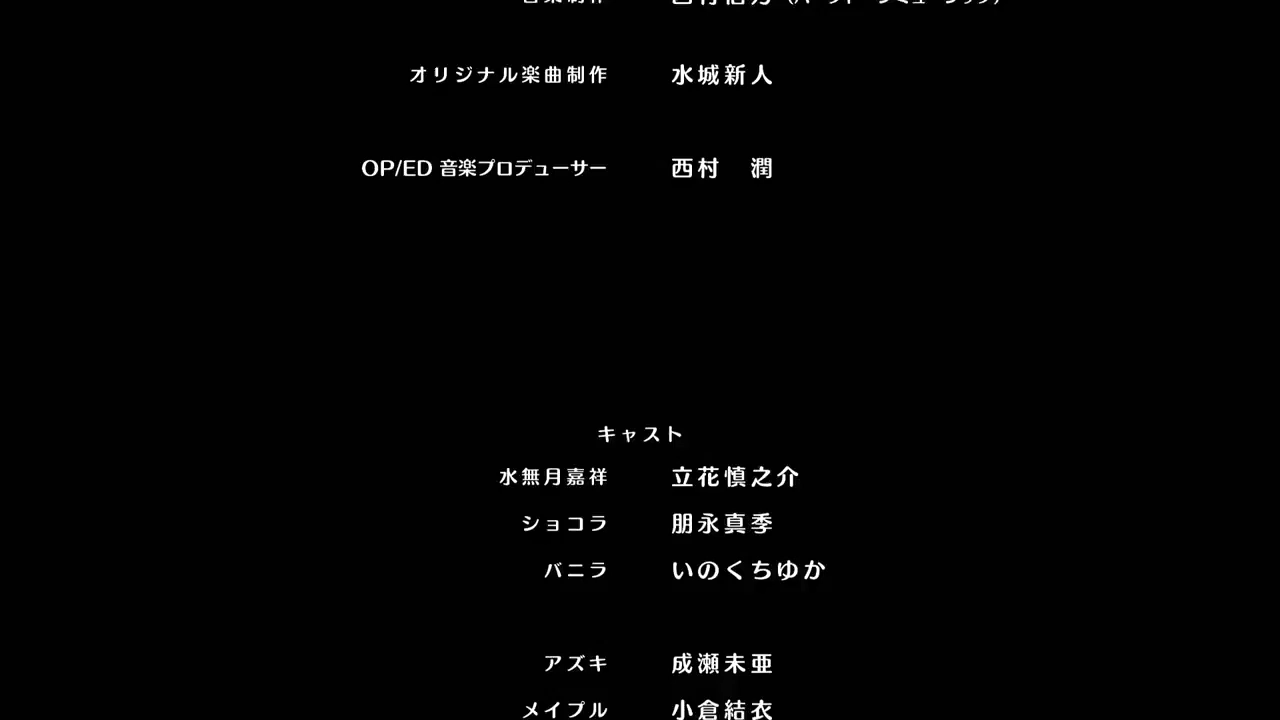 オリジナル楽曲制作 水城新人
OP/ED 音楽プロデューサー 西村 潤
キャスト
水無月嘉祥 立花慎之介
ショコラ 朋永真季
バニラ いのくちゆか
アズキ 成瀬未亜
メイプル 小倉結衣